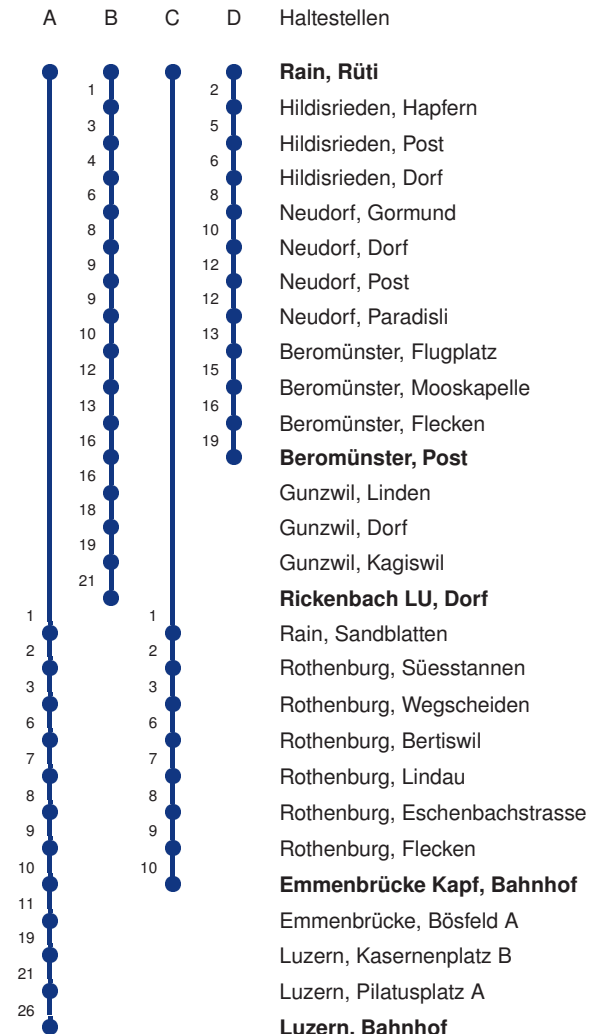 A B C D Haltestellen
Rain, Rüti
1 2
Hildisrieden, Hapfern
3 5
Hildisrieden, Post
4 6
Hildisrieden, Dorf
6 8
Neudorf, Gormund
8 10
Neudorf, Dorf
9 12
Neudorf, Post
9 12
Neudorf, Paradisli
10 13
Beromünster, Flugplatz
12 15
Beromünster, Mooskapelle
13 16
Beromünster, Flecken
16 19
Beromünster, Post
16
Gunzwil, Linden
18
Gunzwil, Dorf
19
Gunzwil, Kagiswil
21
Rickenbach LU, Dorf
1 1
Rain, Sandblatten
2 2
Rothenburg, Süesstannen
3 3
Rothenburg, Wegscheiden
6 6
Rothenburg, Bertiswil
7 7
Rothenburg, Lindau
8 8
Rothenburg, Eschenbachstrasse
9 9
Rothenburg, Flecken
10 10
Emmenbrücke Kapf, Bahnhof
11
Emmenbrücke, Bösfeld A
19
Luzern, Kasernenplatz B
21
Luzern, Pilatusplatz A
26
Luzern, Bahnhof